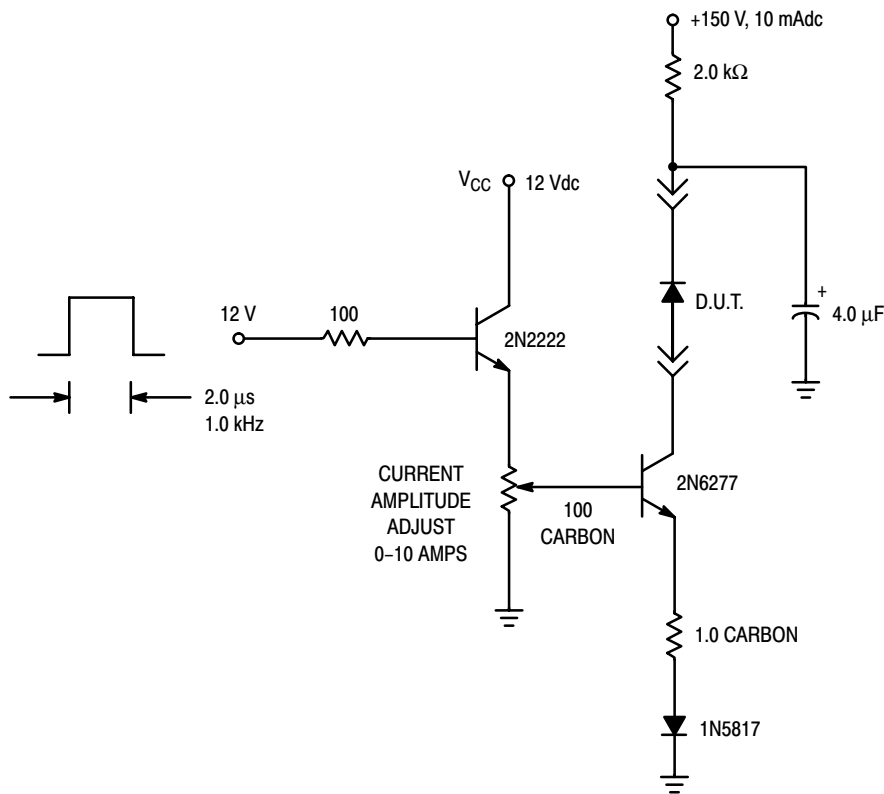 +150 V, 10 mAdc
2.0 kΩ
VCC
12 Vdc
12 V
100
2N2222
D.U.T.
+
4.0 μF
2.0 μs
1.0 kHz
CURRENT
AMPLITUDE
ADJUST
0–10 AMPS
100
CARBON
2N6277
1.0 CARBON
1N5817